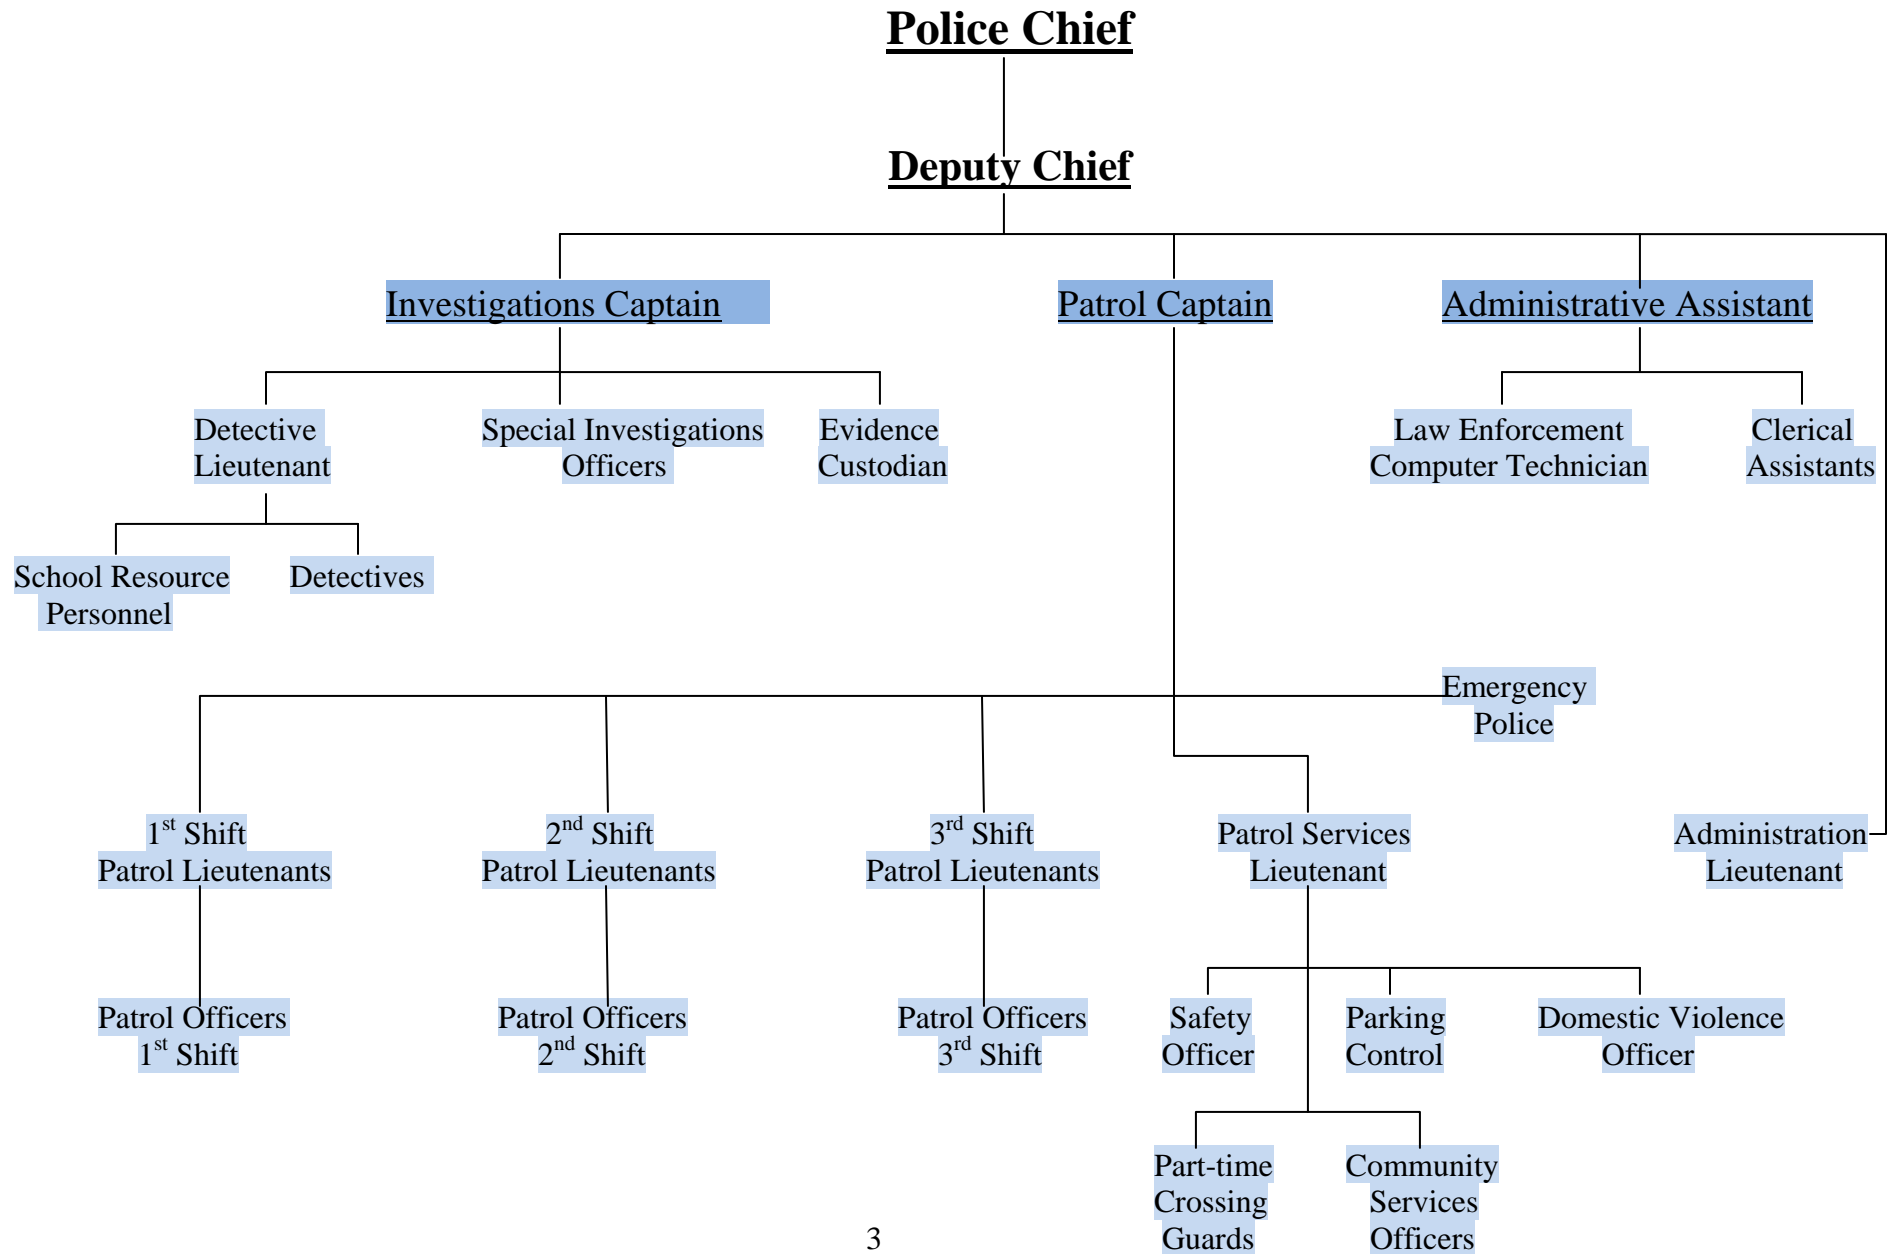 Police Chief
Deputy Chief
Investigations Captain
Patrol Captain
Administrative Assistant
Detective
Lieutenant
Special Investigations
Officers
Evidence
Custodian
Law Enforcement
Computer Technician
Clerical
Assistants
School Resource
Personnel
Detectives
Emergency
Police
1st Shift
Patrol Lieutenants
2nd Shift
Patrol Lieutenants
3rd Shift
Patrol Lieutenants
Patrol Services
Lieutenant
Administration
Lieutenant
Patrol Officers
1st Shift
Patrol Officers
2nd Shift
Patrol Officers
3rd Shift
Safety
Officer
Parking
Control
Domestic Violence
Officer
Part-time
Crossing
Guards
Community
Services
Officers
3